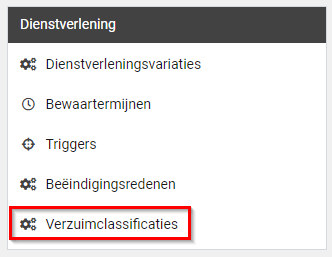 Dienstverlening
Dienstverleningsvariaties
Bewaartermijnen
Triggers
Beëindigingsredenen
Verzuimclassificaties